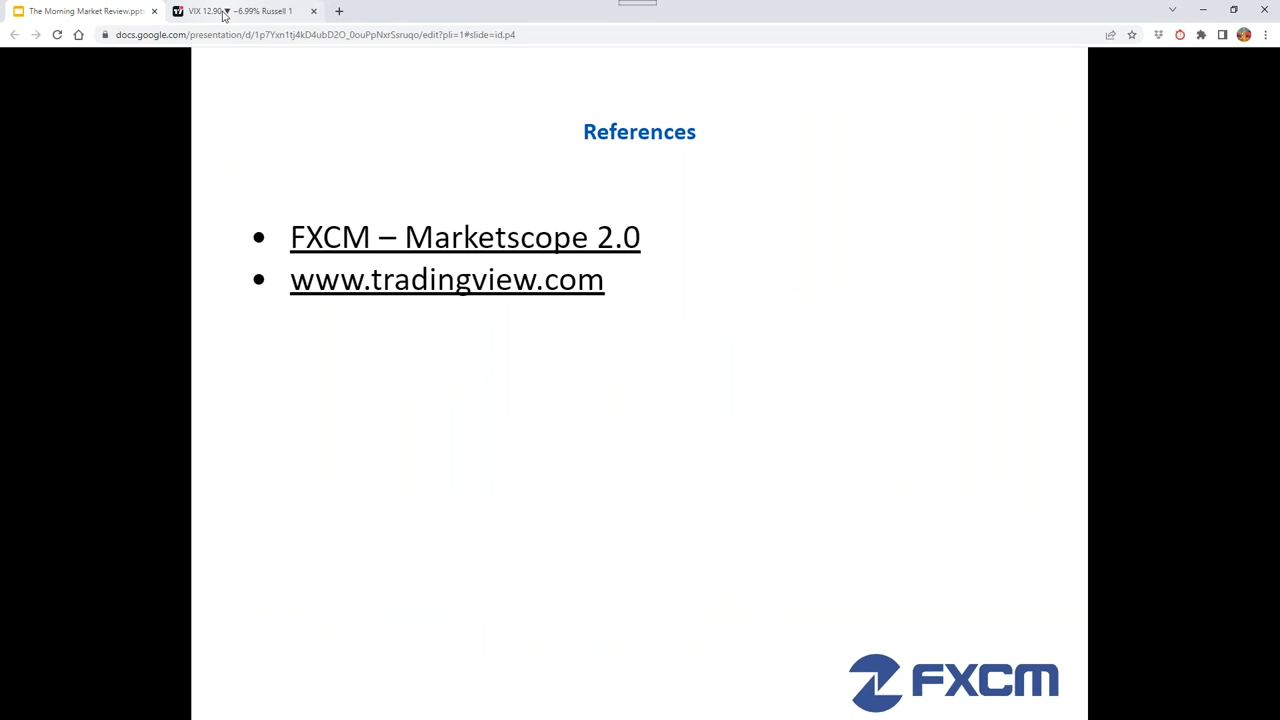 The Morning Market Review.ppt
VIX 12.90 ▼ −6.99% Russell 1
docs.google.com/presentation/d/1p7Yxn1tj4kD4ubD2O_0ouPpNxrSsruqo/edit?pli=1#slide=id.p4
References
• FXCM – Marketscope 2.0
• www.tradingview.com
FXCM